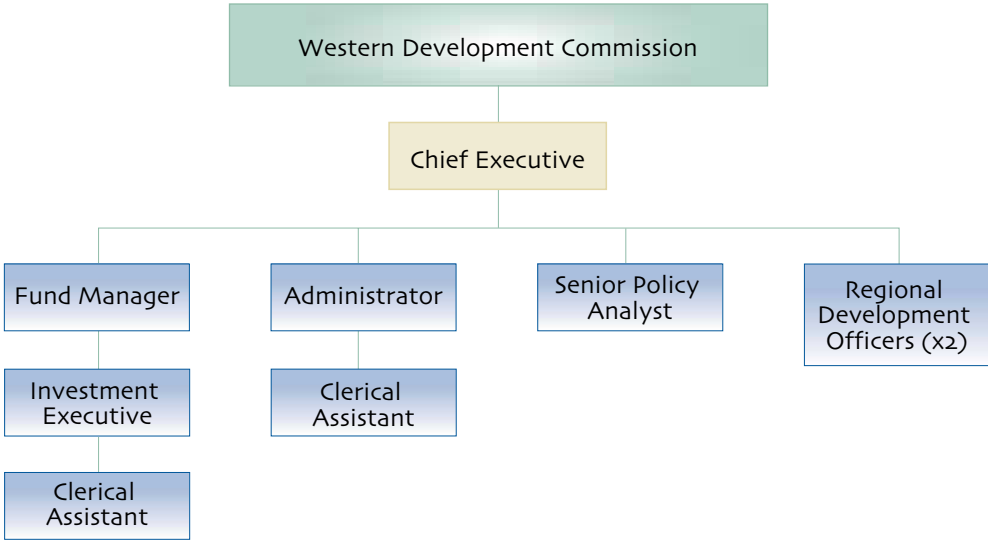 Western Development Commission
Chief Executive
Fund Manager
Administrator
Senior Policy
Analyst
Regional
Development
Officers (x2)
Investment
Executive
Clerical
Assistant
Clerical
Assistant